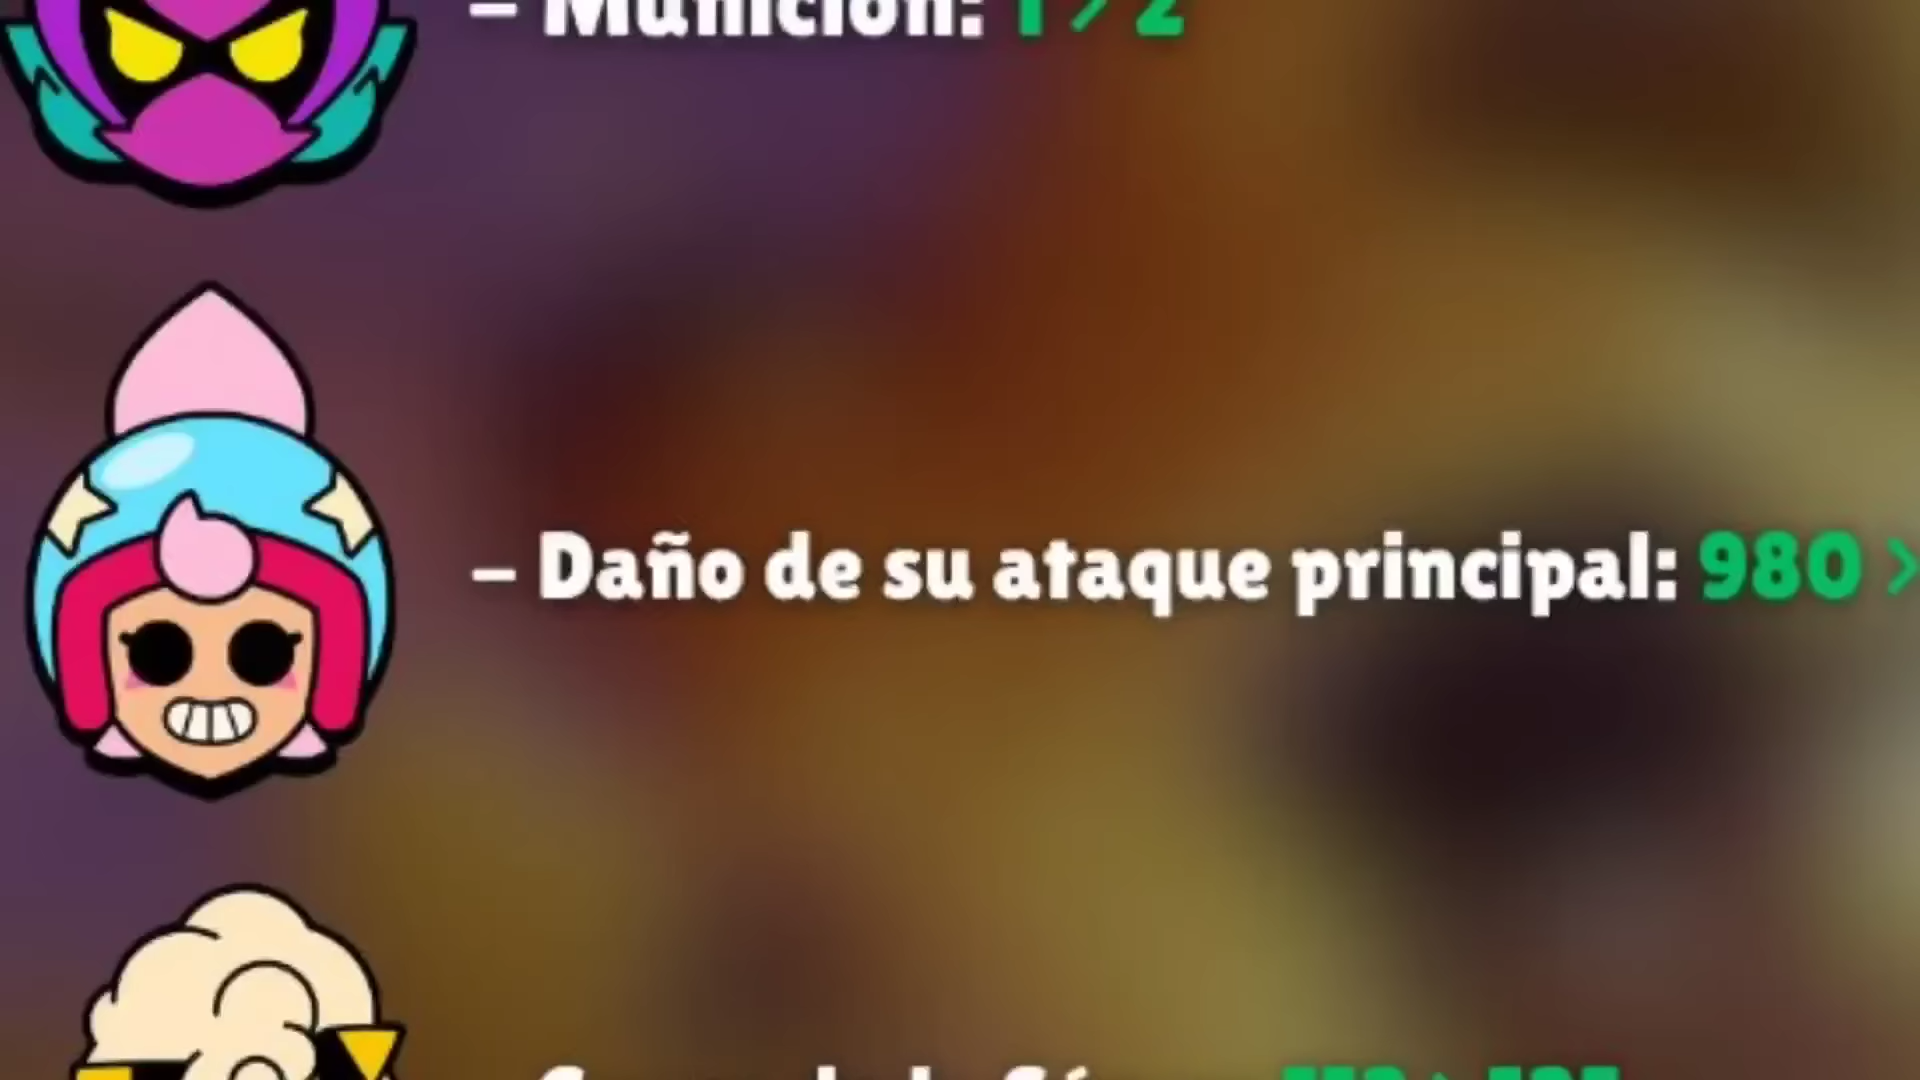 - Munición: 1 > 2
- Daño de su ataque principal: 980 >